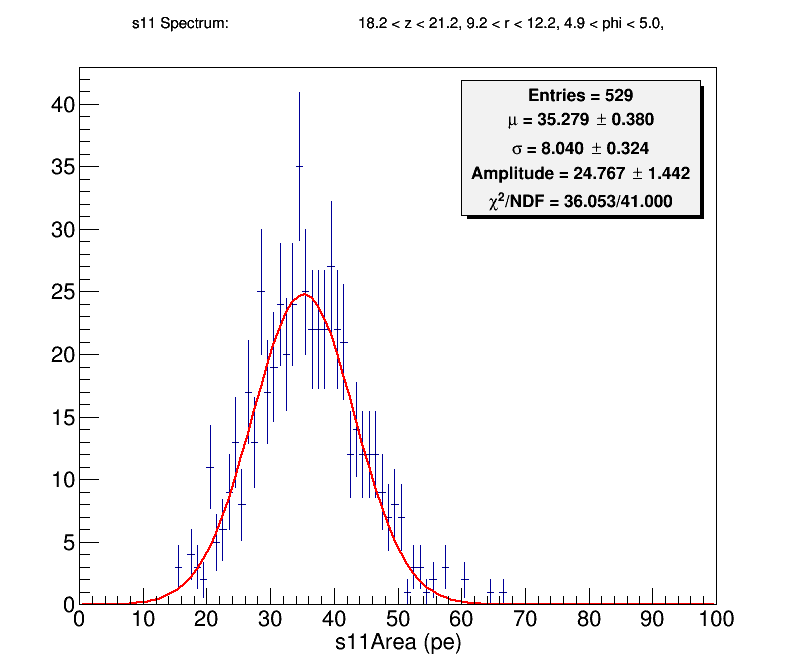 s11 Spectrum: 18.2 < z < 21.2, 9.2 < r < 12.2, 4.9 < phi < 5.0,
Entries = 529
μ = 35.279 ± 0.380
σ = 8.040 ± 0.324
Amplitude = 24.767 ± 1.442
χ²/NDF = 36.053/41.000
40
35
30
25
20
15
10
5
0
0 10 20 30 40 50 60 70 80 90 100
s11Area (pe)